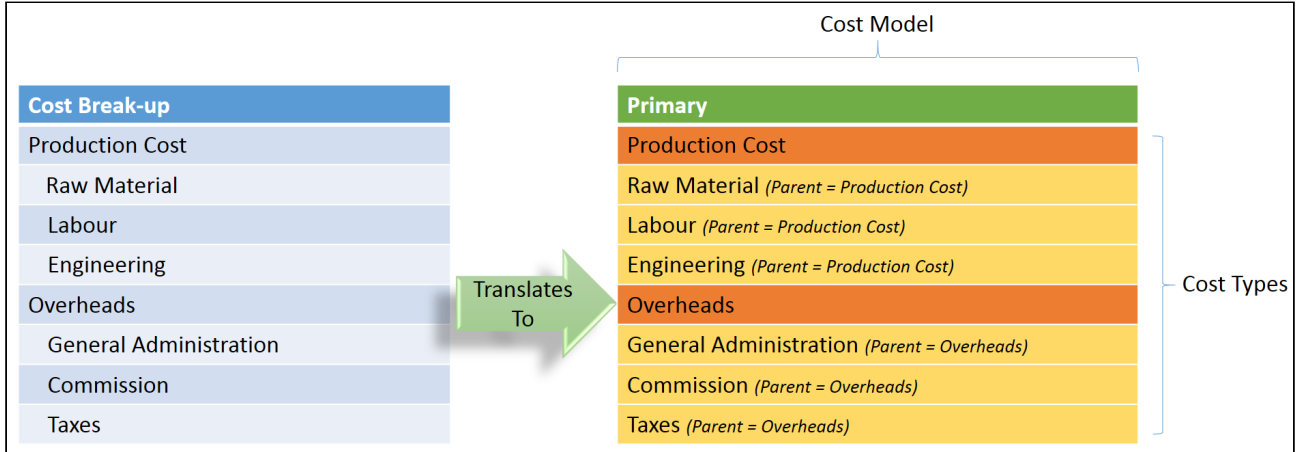 Cost Model
Cost Break-up
Production Cost
Raw Material
Labour
Engineering
Overheads
General Administration
Commission
Taxes
Translates
To
Primary
Production Cost
Raw Material (Parent = Production Cost)
Labour (Parent = Production Cost)
Engineering (Parent = Production Cost)
Overheads
General Administration (Parent = Overheads)
Commission (Parent = Overheads)
Taxes (Parent = Overheads)
Cost Types